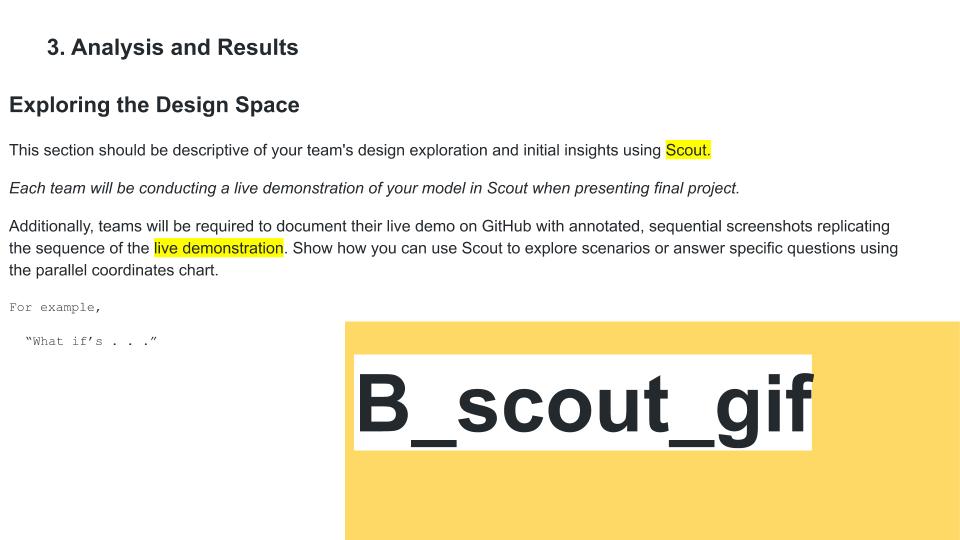 3. Analysis and Results
Exploring the Design Space
This section should be descriptive of your team's design exploration and initial insights using Scout.
Each team will be conducting a live demonstration of your model in Scout when presenting final project.
Additionally, teams will be required to document their live demo on GitHub with annotated, sequential screenshots replicating
the sequence of the live demonstration. Show how you can use Scout to explore scenarios or answer specific questions using
the parallel coordinates chart.
For example,
“What if’s . . .”
B_scout_gif